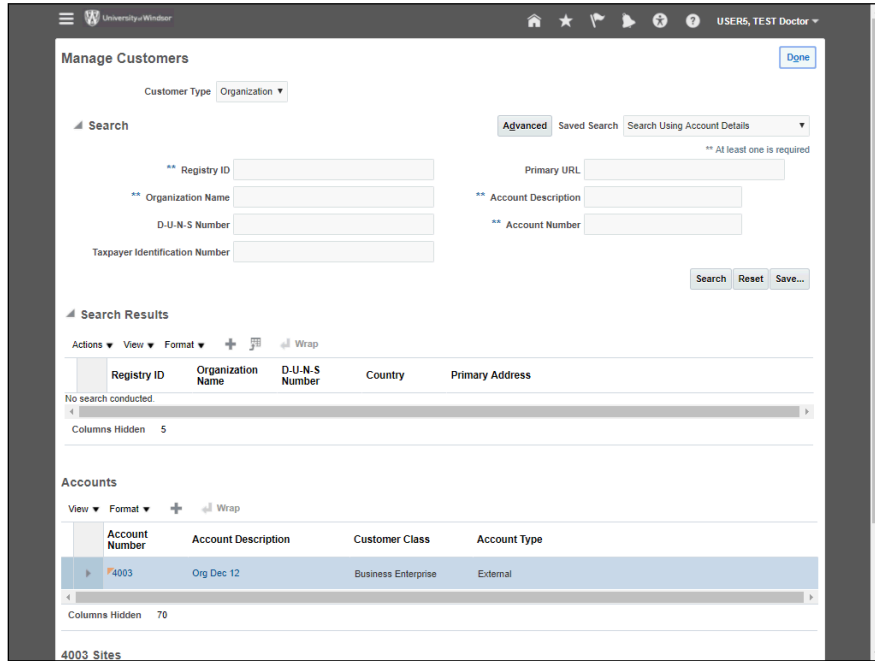 University of Windsor
USER5, TEST Doctor
Manage Customers
Done
Customer Type Organization
Search
Advanced Saved Search Search Using Account Details
** At least one is required
** Registry ID
Primary URL
** Organization Name
** Account Description
D-U-N-S Number
** Account Number
Taxpayer Identification Number
Search Reset Save...
Search Results
Actions View Format Wrap
Registry ID Organization Name D-U-N-S Number Country Primary Address
No search conducted.
Columns Hidden 5
Accounts
View Format Wrap
Account Number Account Description Customer Class Account Type
4003 Org Dec 12 Business Enterprise External
Columns Hidden 70
4003 Sites